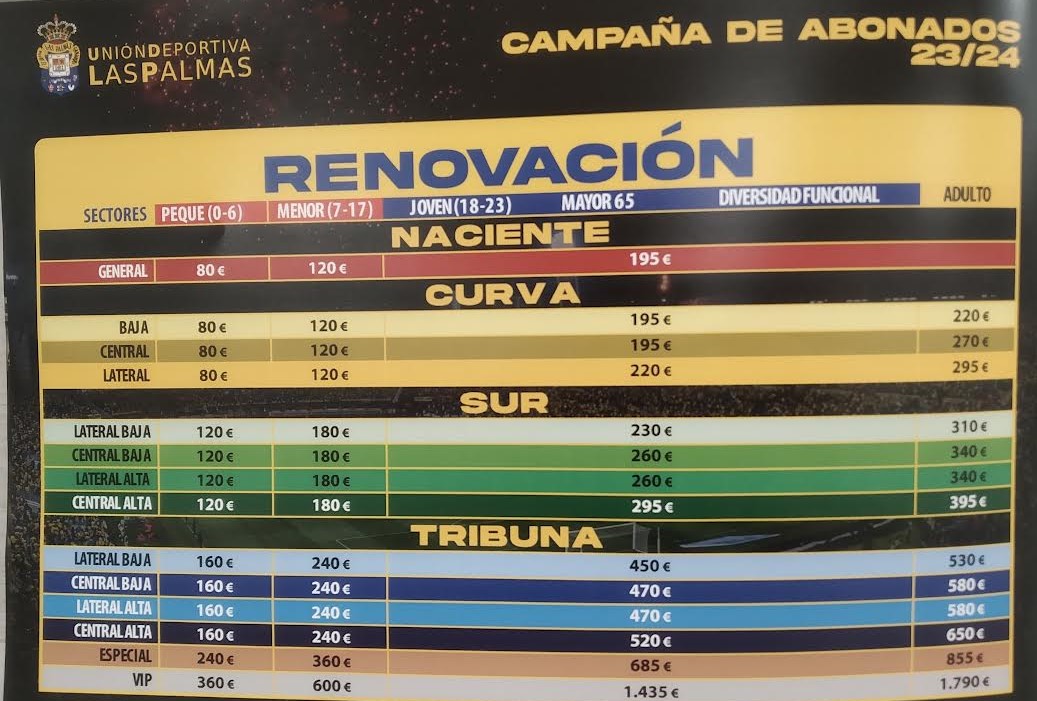 UNIÓN DEPORTIVA
LAS PALMAS
CAMPAÑA DE ABONADOS
23/24
RENOVACIÓN
SECTORES PEQUE (0-6) MENOR (7-17) JOVEN (18-23) MAYOR 65 DIVERSIDAD FUNCIONAL ADULTO
NACIENTE
GENERAL 80 € 120 € 195 €
CURVA
BAJA 80 € 120 € 195 € 220 €
CENTRAL 80 € 120 € 195 € 270 €
LATERAL 80 € 120 € 220 € 295 €
SUR
LATERAL BAJA 120 € 180 € 230 € 310 €
CENTRAL BAJA 120 € 180 € 260 € 340 €
LATERAL ALTA 120 € 180 € 260 € 340 €
CENTRAL ALTA 120 € 180 € 295 € 395 €
TRIBUNA
LATERAL BAJA 160 € 240 € 450 € 530 €
CENTRAL BAJA 160 € 240 € 470 € 580 €
LATERAL ALTA 160 € 240 € 470 € 580 €
CENTRAL ALTA 160 € 240 € 520 € 650 €
ESPECIAL 240 € 360 € 685 € 855 €
VIP 360 € 600 € 1.435 € 1.790 €